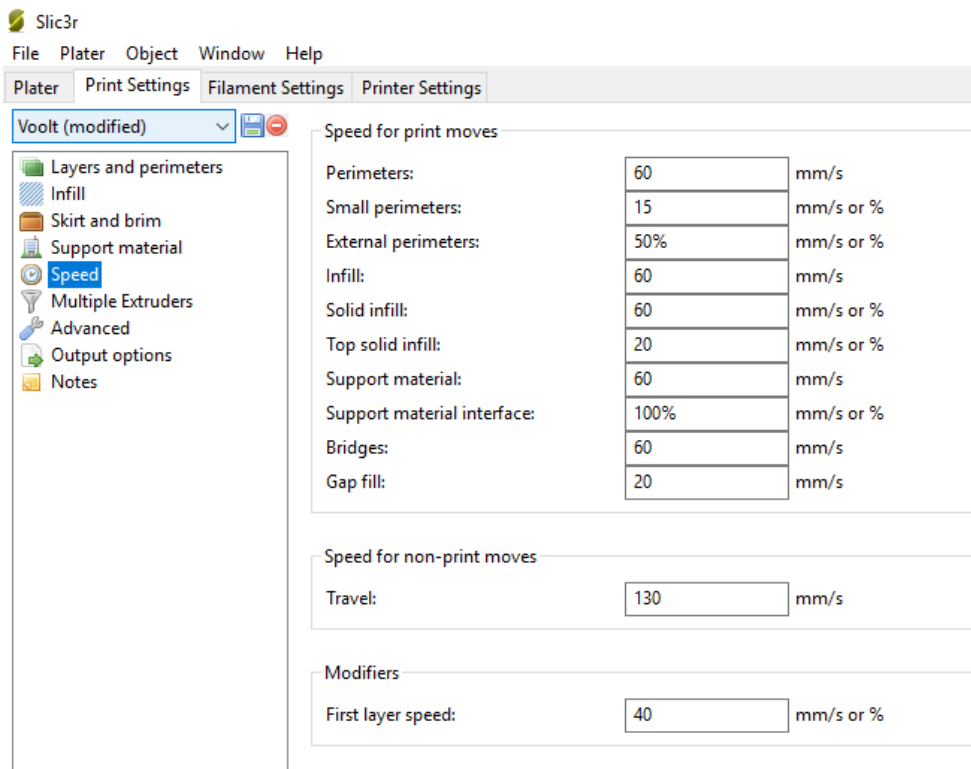 Slic3r
File Plater Object Window Help
Plater Print Settings Filament Settings Printer Settings
Voolt (modified)
Layers and perimeters
Infill
Skirt and brim
Support material
Speed
Multiple Extruders
Advanced
Output options
Notes
Speed for print moves
Perimeters: 60 mm/s
Small perimeters: 15 mm/s or %
External perimeters: 50% mm/s or %
Infill: 60 mm/s
Solid infill: 60 mm/s or %
Top solid infill: 20 mm/s or %
Support material: 60 mm/s
Support material interface: 100% mm/s or %
Bridges: 60 mm/s
Gap fill: 20 mm/s
Speed for non-print moves
Travel: 130 mm/s
Modifiers
First layer speed: 40 mm/s or %